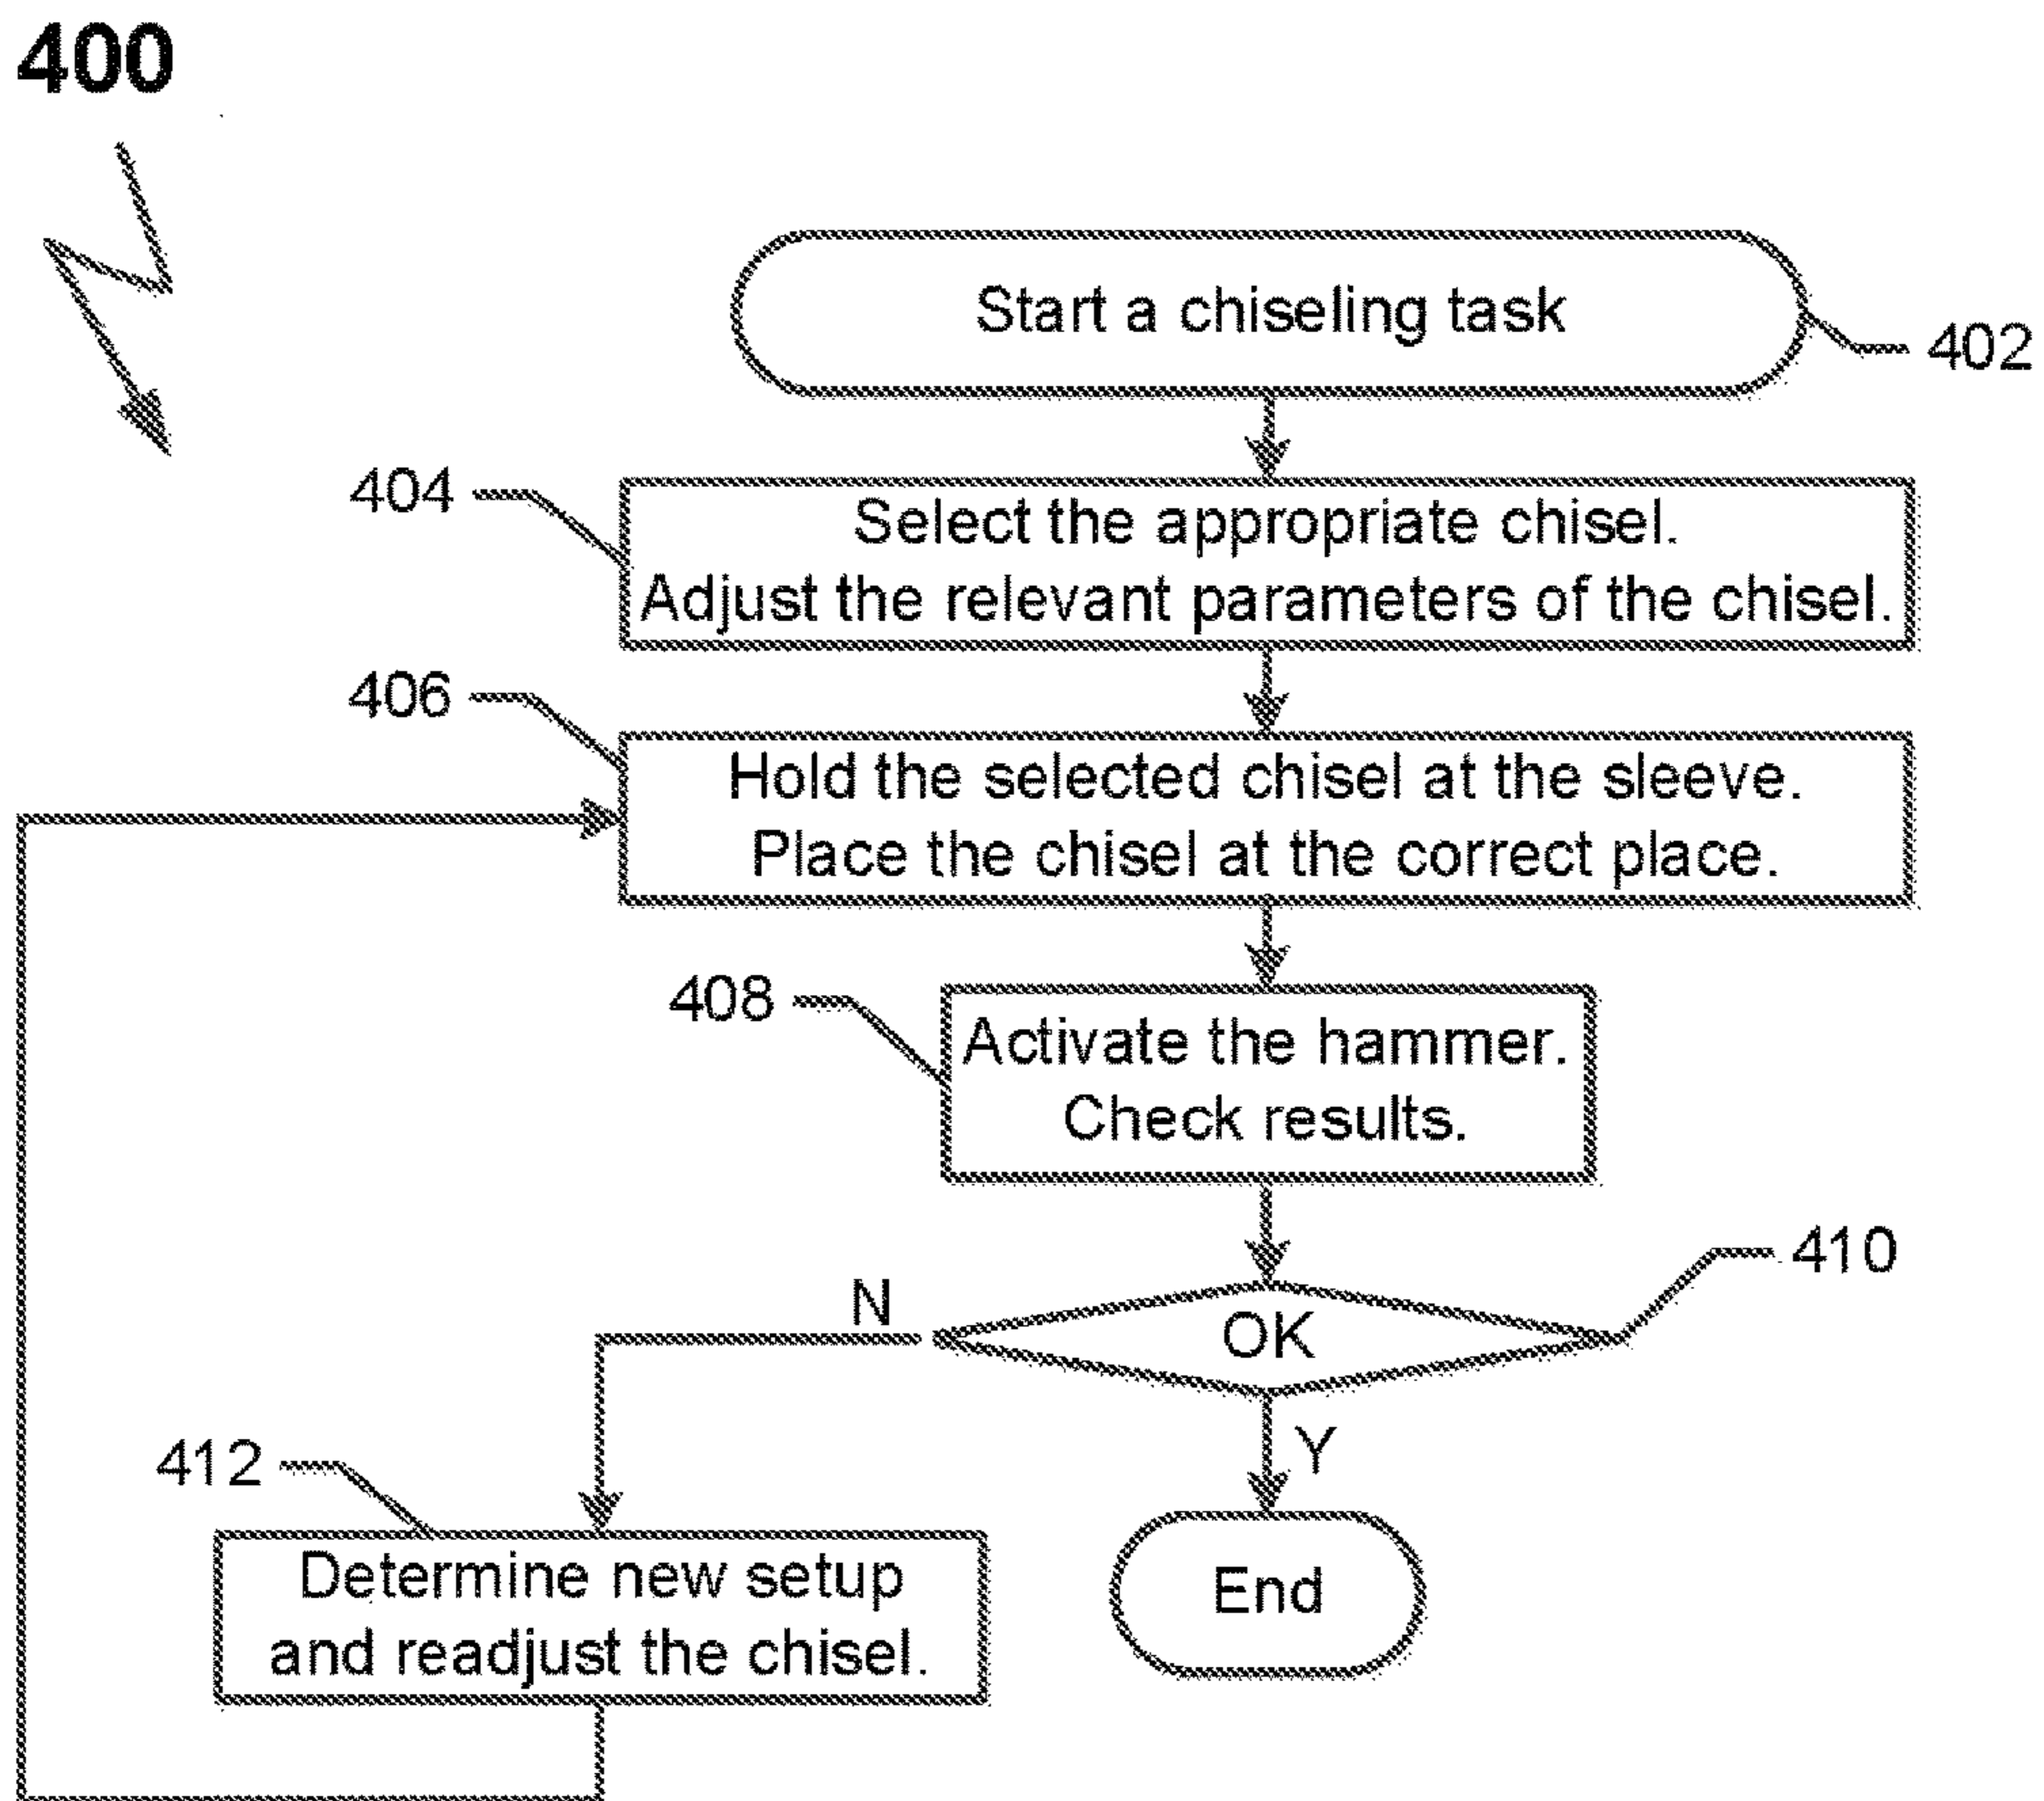 400
Start a chiseling task
402
404
Select the appropriate chisel.
Adjust the relevant parameters of the chisel.
406
Hold the selected chisel at the sleeve.
Place the chisel at the correct place.
408
Activate the hammer.
Check results.
410
N
OK
Y
412
Determine new setup
and readjust the chisel.
End